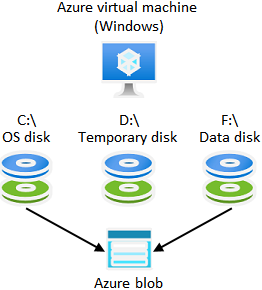 Azure virtual machine
(Windows)
C:\ D:\ F:\
OS disk Temporary disk Data disk
Azure blob